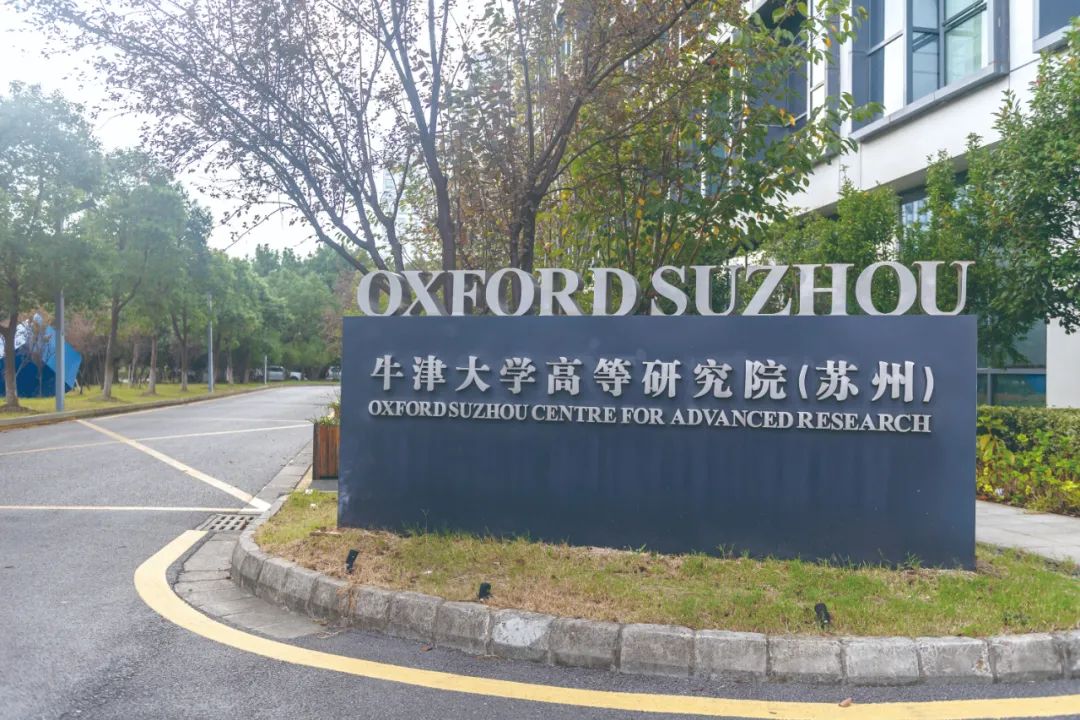 OXFORD SUZHOU
牛津大学高等研究院(苏州)
OXFORD SUZHOU CENTRE FOR ADVANCED RESEARCH